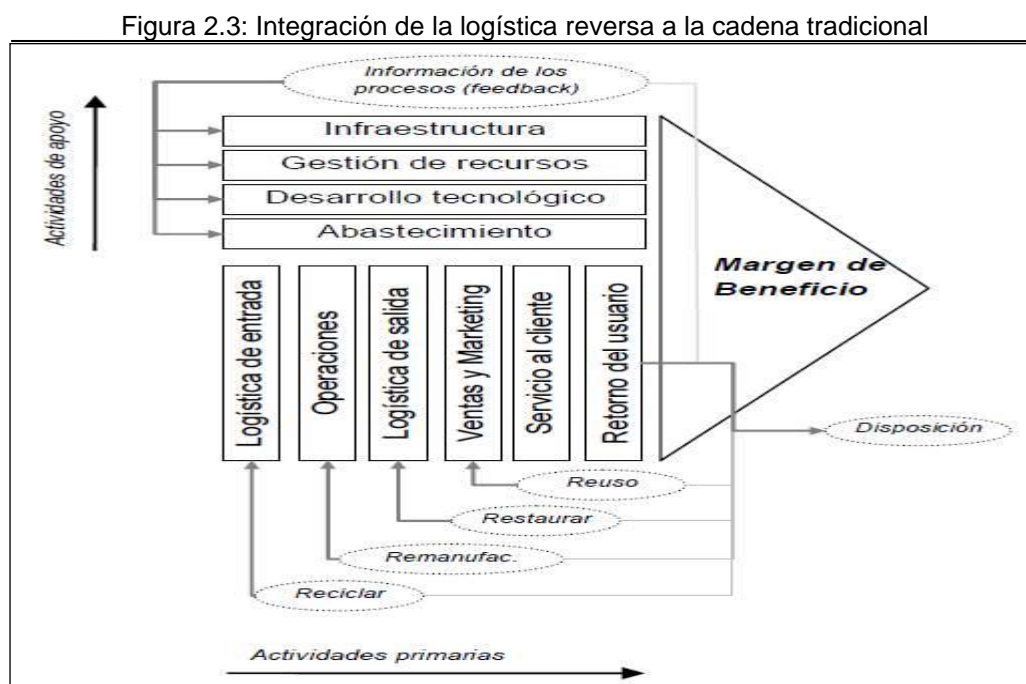 Figura 2.3: Integración de la logística reversa a la cadena tradicional
Información de los
procesos (feedback)
Actividades de apoyo
Infraestructura
Gestión de recursos
Desarrollo tecnológico
Abastecimiento
Logística de entrada
Operaciones
Logística de salida
Ventas y Marketing
Servicio al cliente
Retorno del usuario
Margen de
Beneficio
Disposición
Reuso
Restaurar
Remanufac.
Reciclar
Actividades primarias